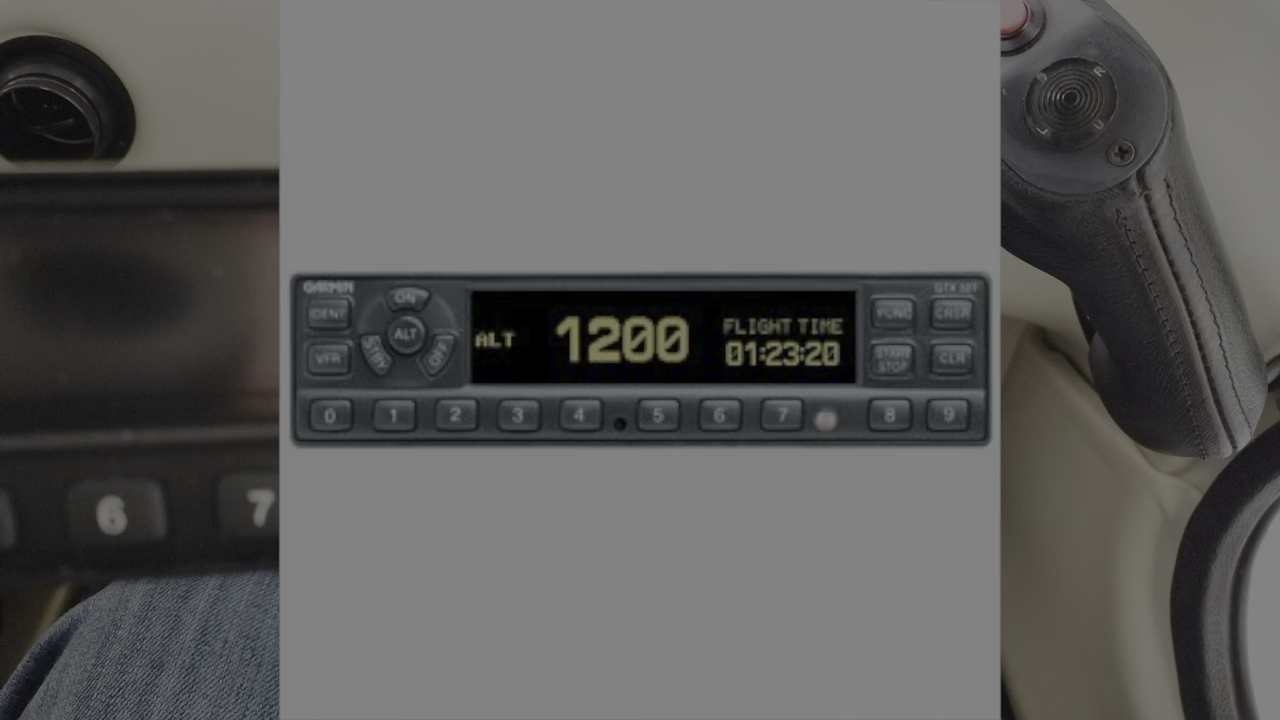 GARMIN
GTX 327
IDENT
ON
ALT
STBY
OFF
VFR
ALT
1200
FLIGHT TIME
01:23:20
FUNC
CRSR
START
STOP
CLR
0 1 2 3 4 5 6 7 8 9
6 7
D R
L U